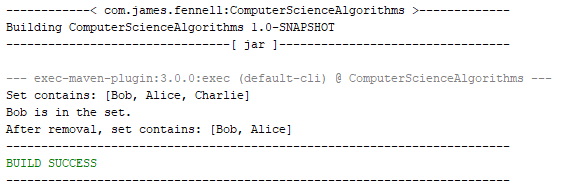 -------------< com.james.fennell:ComputerScienceAlgorithms >-------------
Building ComputerScienceAlgorithms 1.0-SNAPSHOT
--------------------------------[ jar ]---------------------------------
--- exec-maven-plugin:3.0.0:exec (default-cli) @ ComputerScienceAlgorithms ---
Set contains: [Bob, Alice, Charlie]
Bob is in the set.
After removal, set contains: [Bob, Alice]
------------------------------------------------------------------------
BUILD SUCCESS
------------------------------------------------------------------------